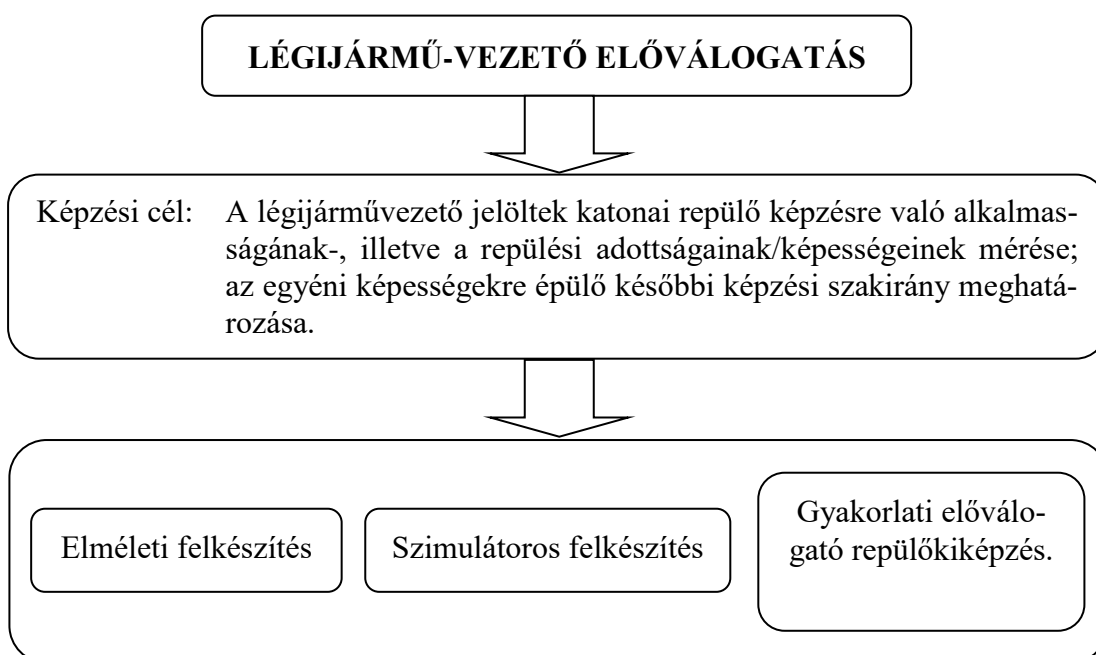 LÉGIJÁRMŰ-VEZETŐ ELŐVÁLOGATÁS
Képzési cél: A légijárművezető jelöltek katonai repülő képzésre való alkalmas-
ságának-, illetve a repülési adottságainak/képességeinek mérése;
az egyéni képességekre épülő későbbi képzési szakirány meghatá-
rozása.
Elméleti felkészítés
Szimulátoros felkészítés
Gyakorlati előválo-
gató repülőkiképzés.